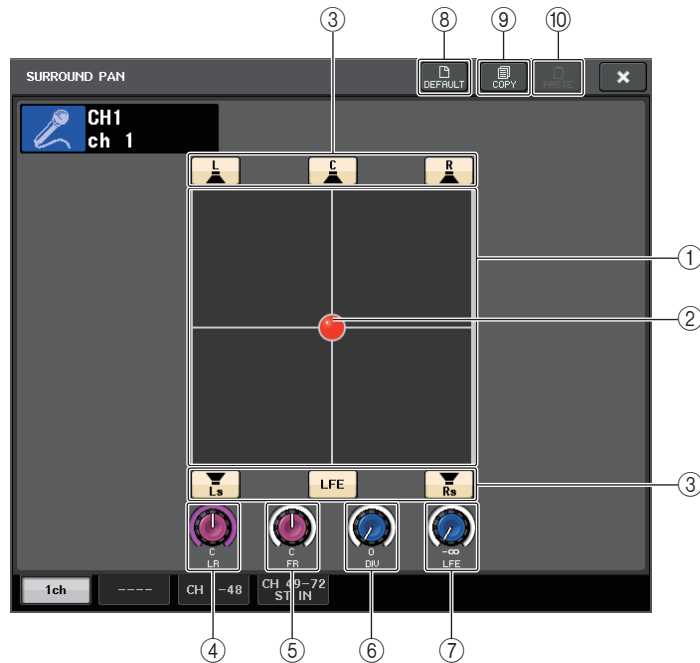 ③ ⑧ ⑨ ⑩
SURROUND PAN
DEFAULT
COPY
PASTE
CH1
ch 1
L
C
R
①
②
Ls
LFE
Rs
③
C
LR
C
FR
0
DIV
-∞
LFE
1ch
----
CH -48
CH 49-72
ST IN
④ ⑤ ⑥ ⑦